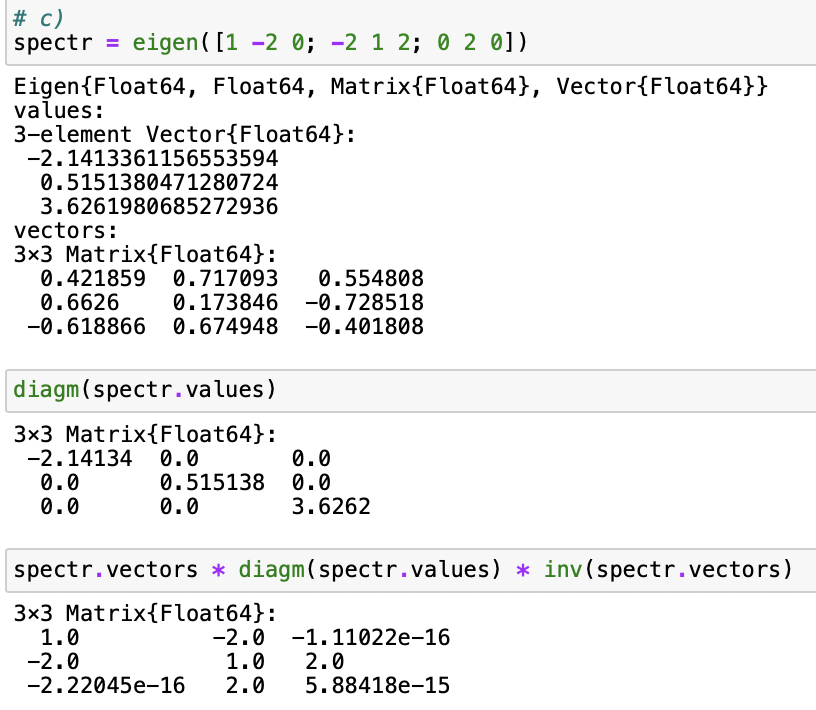 # c)
spectr = eigen([1 -2 0; -2 1 2; 0 2 0])
Eigen{Float64, Float64, Matrix{Float64}, Vector{Float64}}
values:
3-element Vector{Float64}:
 -2.1413361156553594
  0.5151380471280724
  3.6261980685272936
vectors:
3×3 Matrix{Float64}:
  0.421859  0.717093   0.554808
  0.6626    0.173846  -0.728518
 -0.618866  0.674948  -0.401808
diagm(spectr.values)
3×3 Matrix{Float64}:
 -2.14134  0.0       0.0
  0.0      0.515138  0.0
  0.0      0.0       3.6262
spectr.vectors * diagm(spectr.values) * inv(spectr.vectors)
3×3 Matrix{Float64}:
  1.0          -2.0  -1.11022e-16
 -2.0           1.0   2.0
 -2.22045e-16   2.0   5.88418e-15